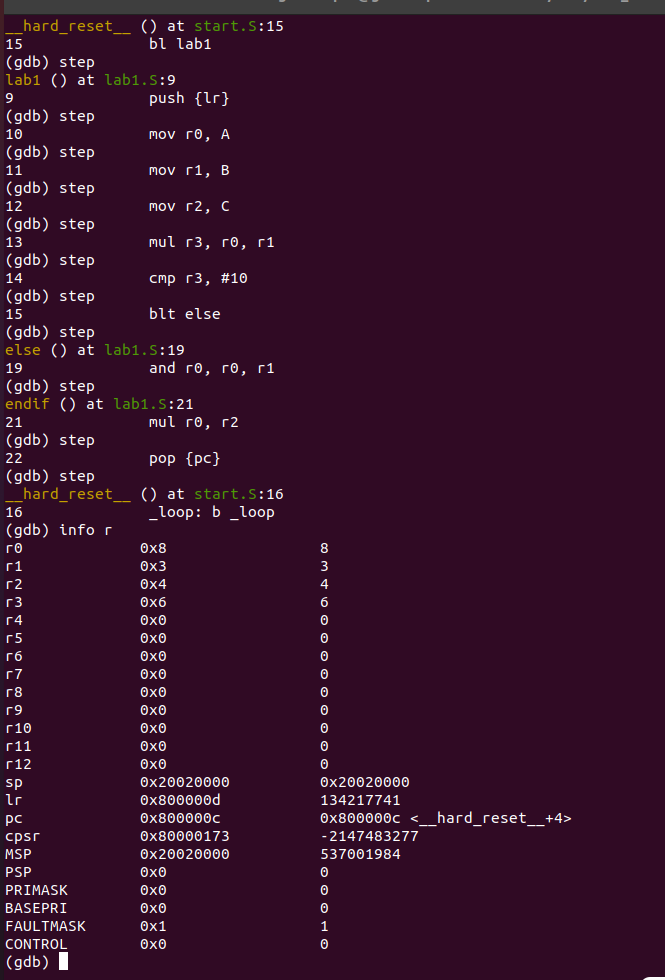 __hard_reset__ () at start.S:15
15 bl lab1
(gdb) step
lab1 () at lab1.S:9
9 push {lr}
(gdb) step
10 mov r0, A
(gdb) step
11 mov r1, B
(gdb) step
12 mov r2, C
(gdb) step
13 mul r3, r0, r1
(gdb) step
14 cmp r3, #10
(gdb) step
15 blt else
(gdb) step
else () at lab1.S:19
19 and r0, r0, r1
(gdb) step
endif () at lab1.S:21
21 mul r0, r2
(gdb) step
22 pop {pc}
(gdb) step
__hard_reset__ () at start.S:16
16 _loop: b _loop
(gdb) info r
r0 0x8 8
r1 0x3 3
r2 0x4 4
r3 0x6 6
r4 0x0 0
r5 0x0 0
r6 0x0 0
r7 0x0 0
r8 0x0 0
r9 0x0 0
r10 0x0 0
r11 0x0 0
r12 0x0 0
sp 0x20020000 0x20020000
lr 0x800000d 134217741
pc 0x800000c 0x800000c <__hard_reset__+4>
cpsr 0x80000173 -2147483277
MSP 0x20020000 537001984
PSP 0x0 0
PRIMASK 0x0 0
BASEPRI 0x0 0
FAULTMASK 0x1 1
CONTROL 0x0 0
(gdb)